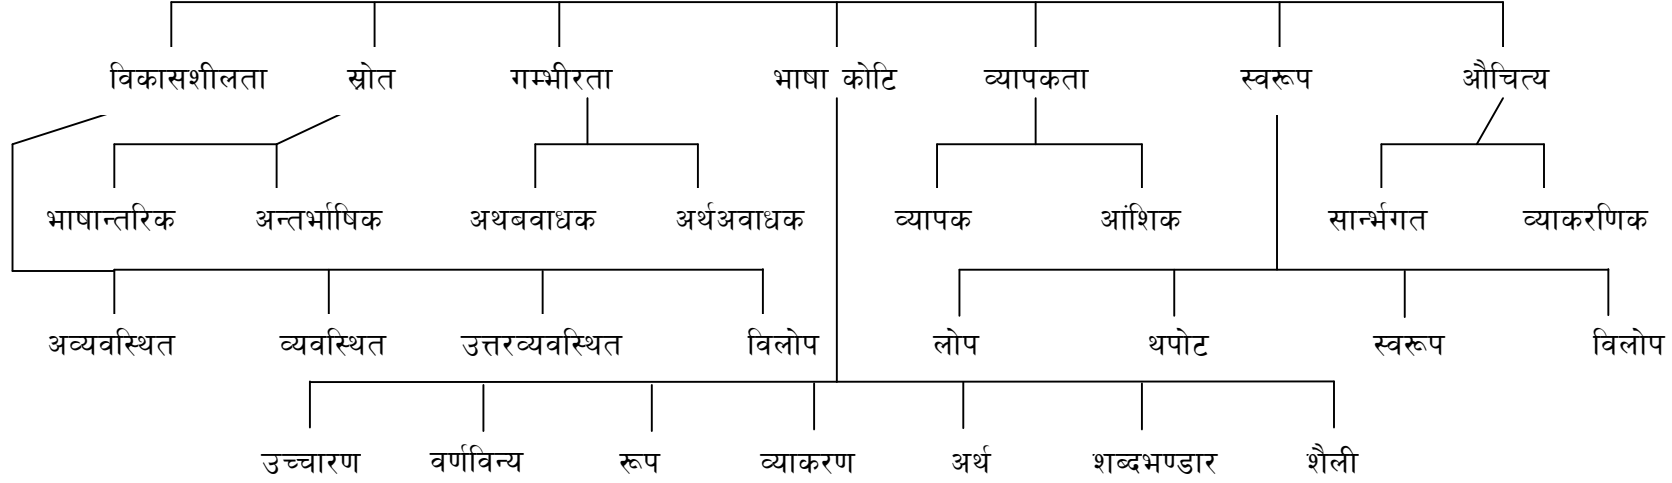 विकासशीलता स्रोत गम्भीरता भाषा कोटि व्यापकता स्वरूप औचित्य
भाषान्तरिक अन्तर्भाषिक अथबवाधक अर्थअवाधक व्यापक आंशिक सान्र्भगत व्याकरणिक
अव्यवस्थित व्यवस्थित उत्तरव्यवस्थित विलोप लोप थपोट स्वरूप विलोप
उच्चारण वर्णविन्य रूप व्याकरण अर्थ शब्दभण्डार शैली